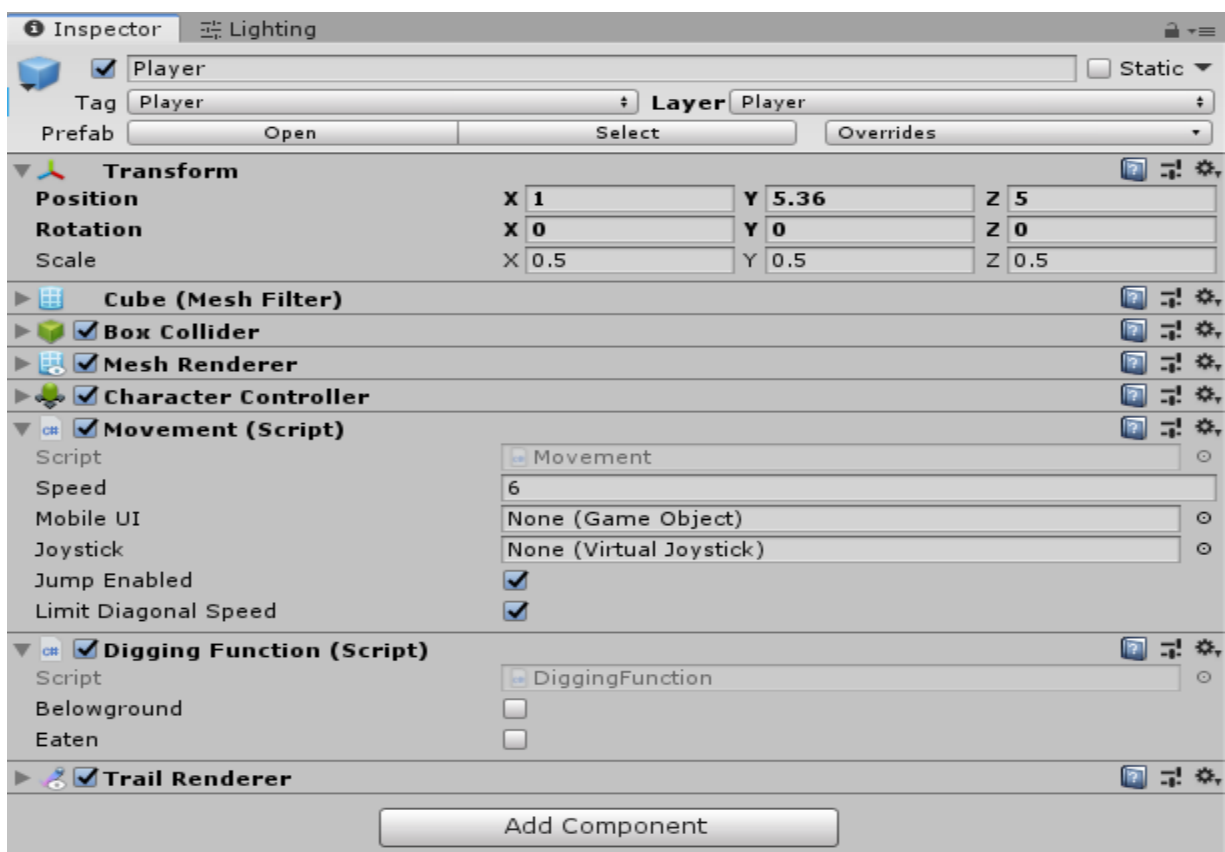 Inspector Lighting
Player Static
Tag Player Layer Player
Prefab Open Select Overrides
Transform
Position X 1 Y 5.36 Z 5
Rotation X 0 Y 0 Z 0
Scale X 0.5 Y 0.5 Z 0.5
Cube (Mesh Filter)
Box Collider
Mesh Renderer
Character Controller
c# Movement (Script)
Script Movement
Speed 6
Mobile UI None (Game Object)
Joystick None (Virtual Joystick)
Jump Enabled
Limit Diagonal Speed
c# Digging Function (Script)
Script DiggingFunction
Belowground
Eaten
Trail Renderer
Add Component